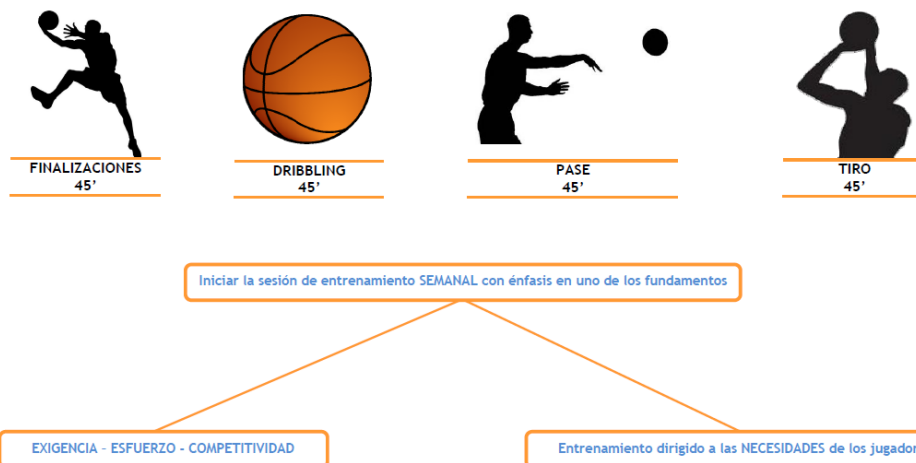 FINALIZACIONES
45’
DRIBBLING
45’
PASE
45’
TIRO
45’
Iniciar la sesión de entrenamiento SEMANAL con énfasis en uno de los fundamentos
EXIGENCIA – ESFUERZO - COMPETITIVIDAD
Entrenamiento dirigido a las NECESIDADES de los jugador